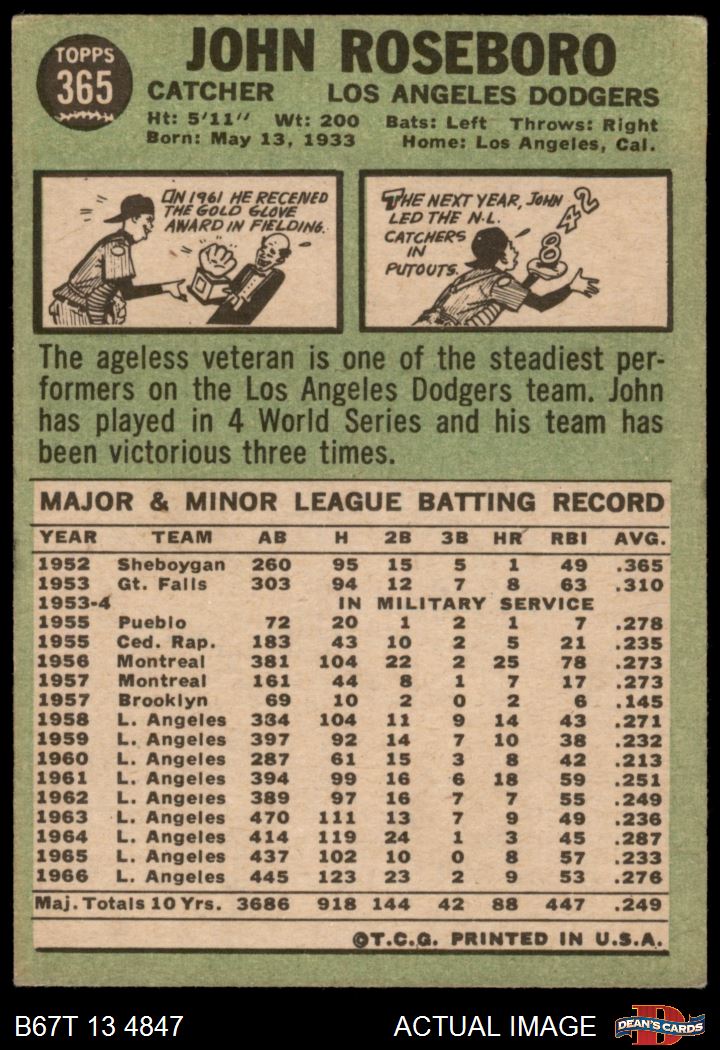 TOPPS
365
JOHN ROSEBORO
CATCHER LOS ANGELES DODGERS
Ht: 5'11" Wt: 200 Bats: Left Throws: Right
Born: May 13, 1933 Home: Los Angeles, Cal.
IN 1961 HE RECENED
THE GOLD GLOVE
AWARD IN FIELDING.
THE NEXT YEAR, JOHN
LED THE N.L.
CATCHERS
IN
PUTOUTS.
842
The ageless veteran is one of the steadiest per-
formers on the Los Angeles Dodgers team. John
has played in 4 World Series and his team has
been victorious three times.
MAJOR & MINOR LEAGUE BATTING RECORD
YEAR TEAM AB H 2B 3B HR RBI AVG.
1952 Sheboygan 260 95 15 5 1 49 .365
1953 Gt. Falls 303 94 12 7 8 63 .310
1953-4 IN MILITARY SERVICE
1955 Pueblo 72 20 1 2 1 7 .278
1955 Ced. Rap. 183 43 10 2 5 21 .235
1956 Montreal 381 104 22 2 25 78 .273
1957 Montreal 161 44 8 1 7 17 .273
1957 Brooklyn 69 10 2 0 2 6 .145
1958 L. Angeles 334 104 11 9 14 43 .271
1959 L. Angeles 397 92 14 7 10 38 .232
1960 L. Angeles 287 61 15 3 8 42 .213
1961 L. Angeles 394 99 16 6 18 59 .251
1962 L. Angeles 389 97 16 7 7 55 .249
1963 L. Angeles 470 111 13 7 9 49 .236
1964 L. Angeles 414 119 24 1 3 45 .287
1965 L. Angeles 437 102 10 0 8 57 .233
1966 L. Angeles 445 123 23 2 9 53 .276
Maj. Totals 10 Yrs. 3686 918 144 42 88 447 .249
©T.C.G. PRINTED IN U.S.A.
B67T 13 4847 ACTUAL IMAGE
D
DEAN'S CARDS